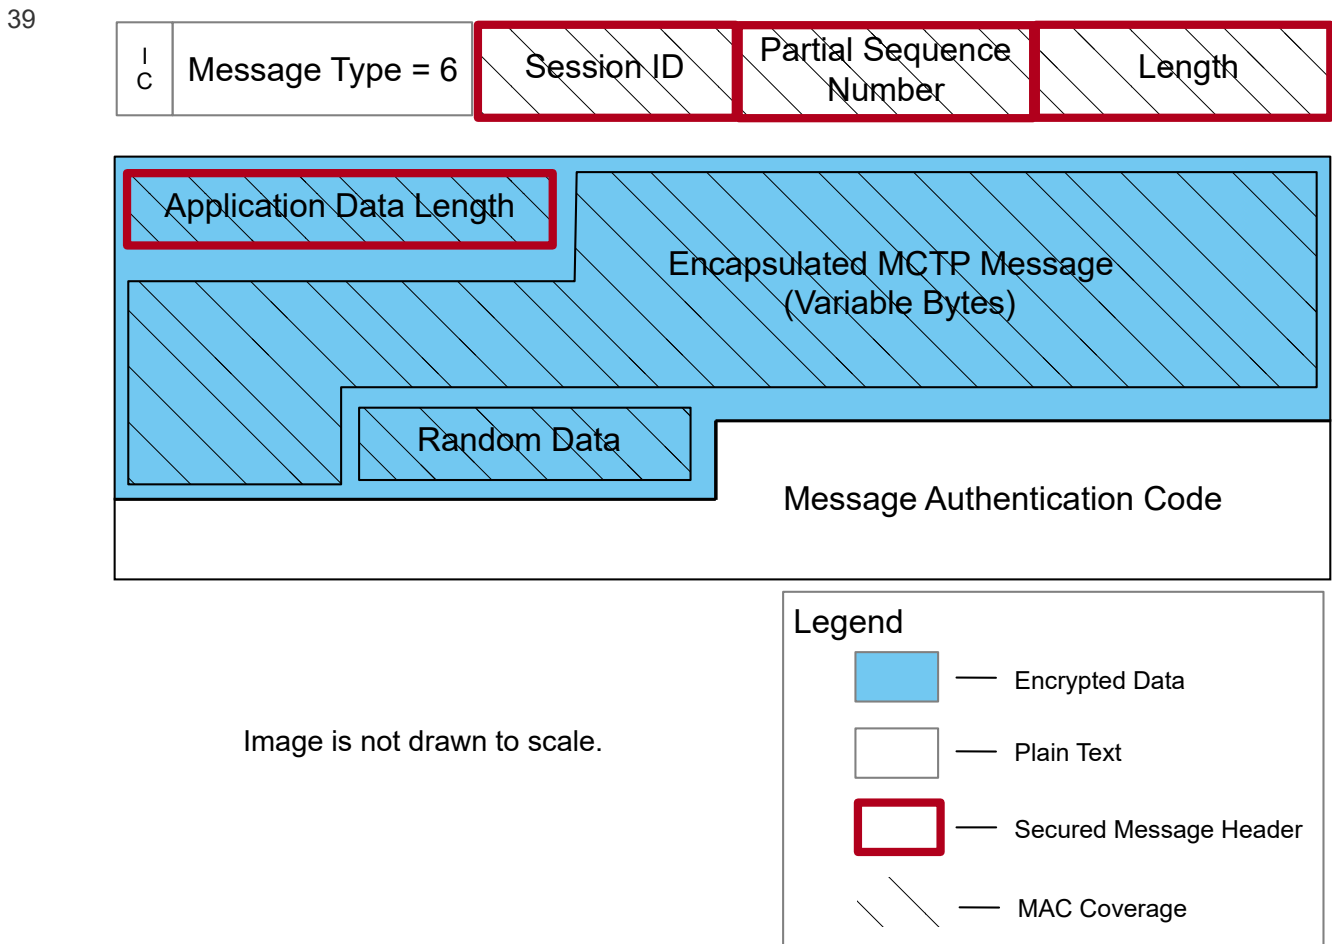 39
I
C
Message Type = 6
Session ID
Partial Sequence
Number
Length
Application Data Length
Encapsulated MCTP Message
(Variable Bytes)
Random Data
Message Authentication Code
Legend
Encrypted Data
Image is not drawn to scale.
Plain Text
Secured Message Header
MAC Coverage